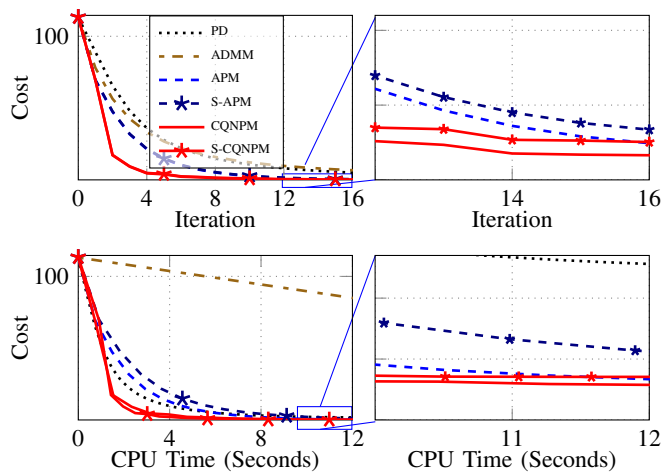 100
Cost
PD
ADMM
APM
S-APM
CQNPM
S-CQNPM
0 4 8 12 16
Iteration
14 16
Iteration
100
Cost
0 4 8 12
CPU Time (Seconds)
11 12
CPU Time (Seconds)